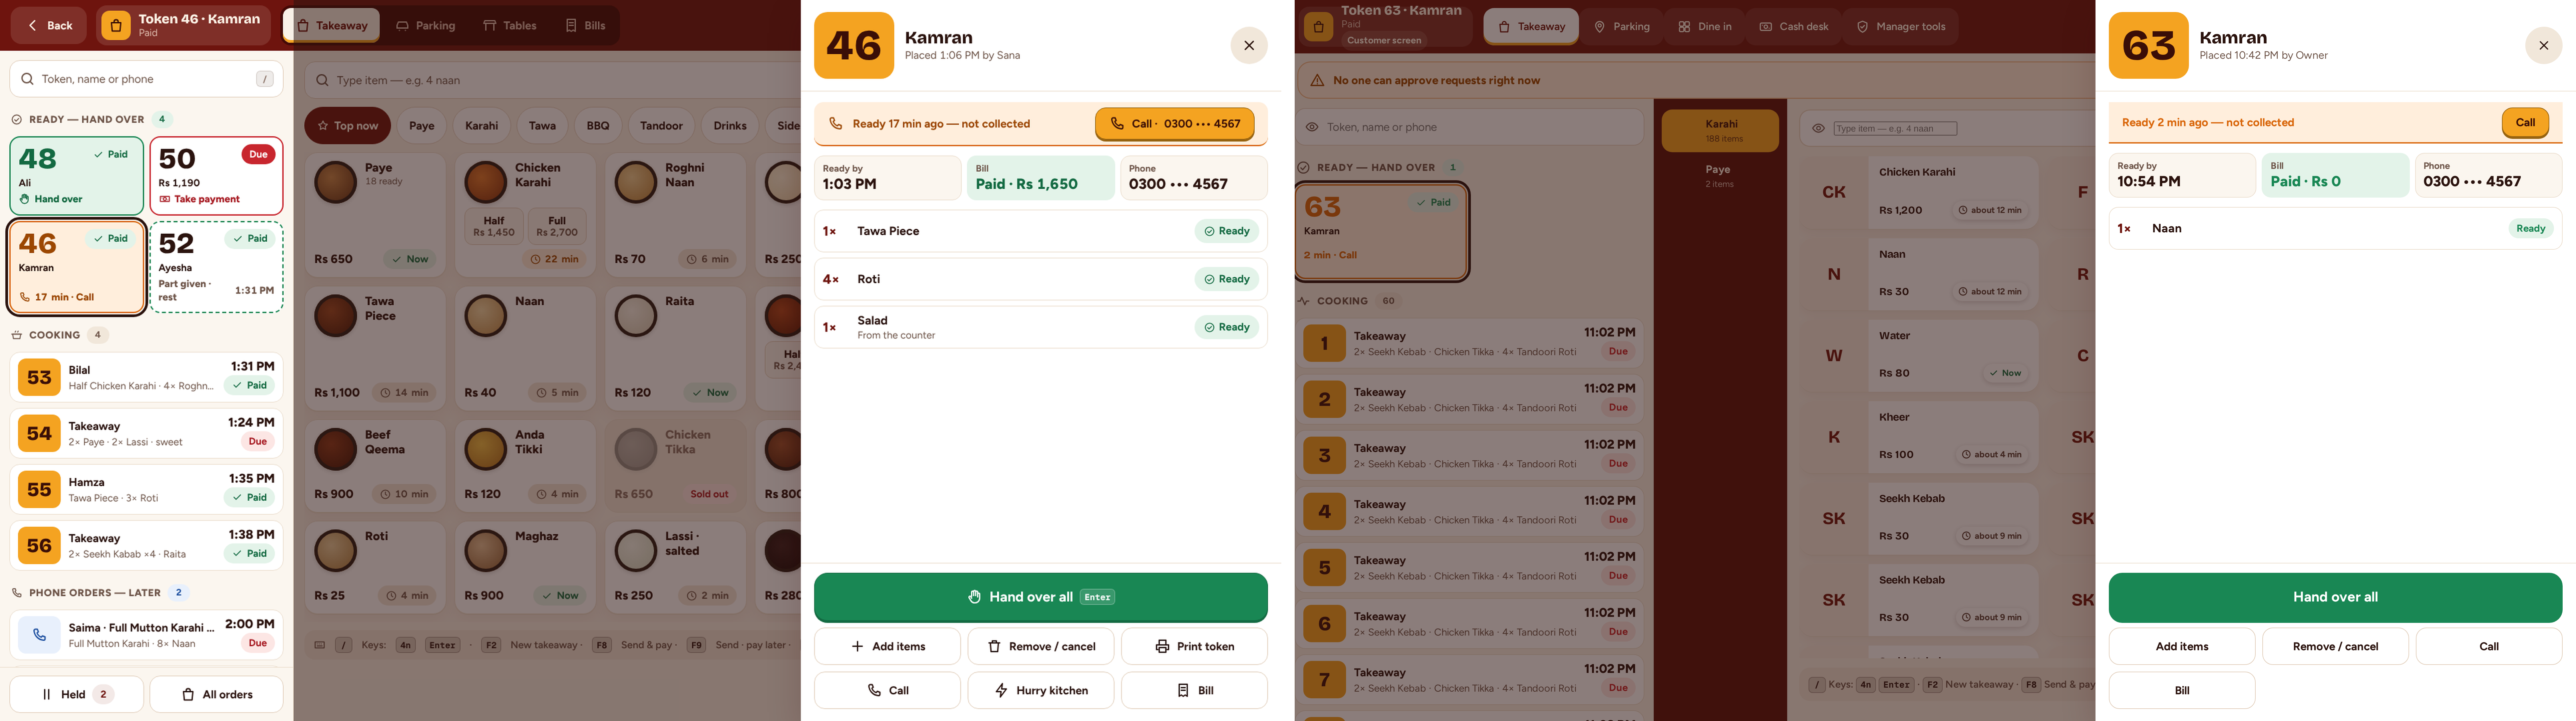 Back
Token 46 · Kamran
Paid
Takeaway
Parking
Tables
Bills
Token, name or phone
/
READY — HAND OVER 4
48
Paid
Ali
Hand over
50
Due
Rs 1,190
Take payment
46
Paid
Kamran
17 min · Call
52
Paid
Ayesha
Part given · rest
1:31 PM
COOKING 4
53
Bilal
1:31 PM
Half Chicken Karahi · 4× Roghn...
Paid
54
Takeaway
1:24 PM
2× Paye · 2× Lassi · sweet
Due
55
Hamza
1:35 PM
Tawa Piece · 3× Roti
Paid
56
Takeaway
1:38 PM
2× Seekh Kabab ×4 · Raita
Paid
PHONE ORDERS — LATER 2
Saima · Full Mutton Karahi ...
2:00 PM
Full Mutton Karahi · 8× Naan
Due
Held 2
All orders
Type item — e.g. 4 naan
Top now
Paye
Karahi
Tawa
BBQ
Tandoor
Drinks
Side
Paye
18 ready
Rs 650
Now
Chicken Karahi
Half
Rs 1,450
Full
Rs 2,700
22 min
Roghni Naan
Rs 70
6 min
Rs 250
Tawa Piece
Rs 1,100
14 min
Naan
Rs 40
5 min
Raita
Rs 120
Now
Hal
Rs 2,4
Beef Qeema
Rs 900
10 min
Anda Tikki
Rs 120
4 min
Chicken Tikka
Rs 650
Sold out
Rs 800
Roti
Rs 25
4 min
Maghaz
Rs 900
Now
Lassi · salted
Rs 250
2 min
Rs 280
/ Keys: 4n Enter · F2 New takeaway · F8 Send & pay · F9 Send · pay later ·
46
Kamran
Placed 1:06 PM by Sana
Ready 17 min ago — not collected
Call · 0300 ••• 4567
Ready by
1:03 PM
Bill
Paid · Rs 1,650
Phone
0300 ••• 4567
1× Tawa Piece
Ready
4× Roti
Ready
1× Salad
From the counter
Ready
Hand over all Enter
Add items
Remove / cancel
Print token
Call
Hurry kitchen
Bill
Token 63 · Kamran
Paid
Customer screen
Takeaway
Parking
Dine in
Cash desk
Manager tools
No one can approve requests right now
Token, name or phone
READY — HAND OVER 1
63
Paid
Kamran
2 min · Call
COOKING 60
1
Takeaway
11:02 PM
2× Seekh Kebab · Chicken Tikka · 4× Tandoori Roti
Due
2
Takeaway
11:02 PM
2× Seekh Kebab · Chicken Tikka · 4× Tandoori Roti
Due
3
Takeaway
11:02 PM
2× Seekh Kebab · Chicken Tikka · 4× Tandoori Roti
Due
4
Takeaway
11:02 PM
2× Seekh Kebab · Chicken Tikka · 4× Tandoori Roti
Due
5
Takeaway
11:02 PM
2× Seekh Kebab · Chicken Tikka · 4× Tandoori Roti
Due
6
Takeaway
11:02 PM
2× Seekh Kebab · Chicken Tikka · 4× Tandoori Roti
Due
7
Takeaway
11:02 PM
2× Seekh Kebab · Chicken Tikka · 4× Tandoori Roti
Due
Karahi
188 items
Paye
2 items
Type item — e.g. 4 naan
CK
Chicken Karahi
Rs 1,200
about 12 min
F
N
Naan
Rs 30
about 12 min
R
W
Water
Rs 80
Now
C
K
Kheer
Rs 100
about 4 min
SK
SK
Seekh Kebab
Rs 30
about 9 min
SK
SK
Seekh Kebab
Rs 30
about 9 min
SK
/ Keys: 4n Enter · F2 New takeaway · F8 Send & pay
63
Kamran
Placed 10:42 PM by Owner
Ready 2 min ago — not collected
Call
Ready by
10:54 PM
Bill
Paid · Rs 0
Phone
0300 ••• 4567
1× Naan
Ready
Hand over all
Add items
Remove / cancel
Call
Bill